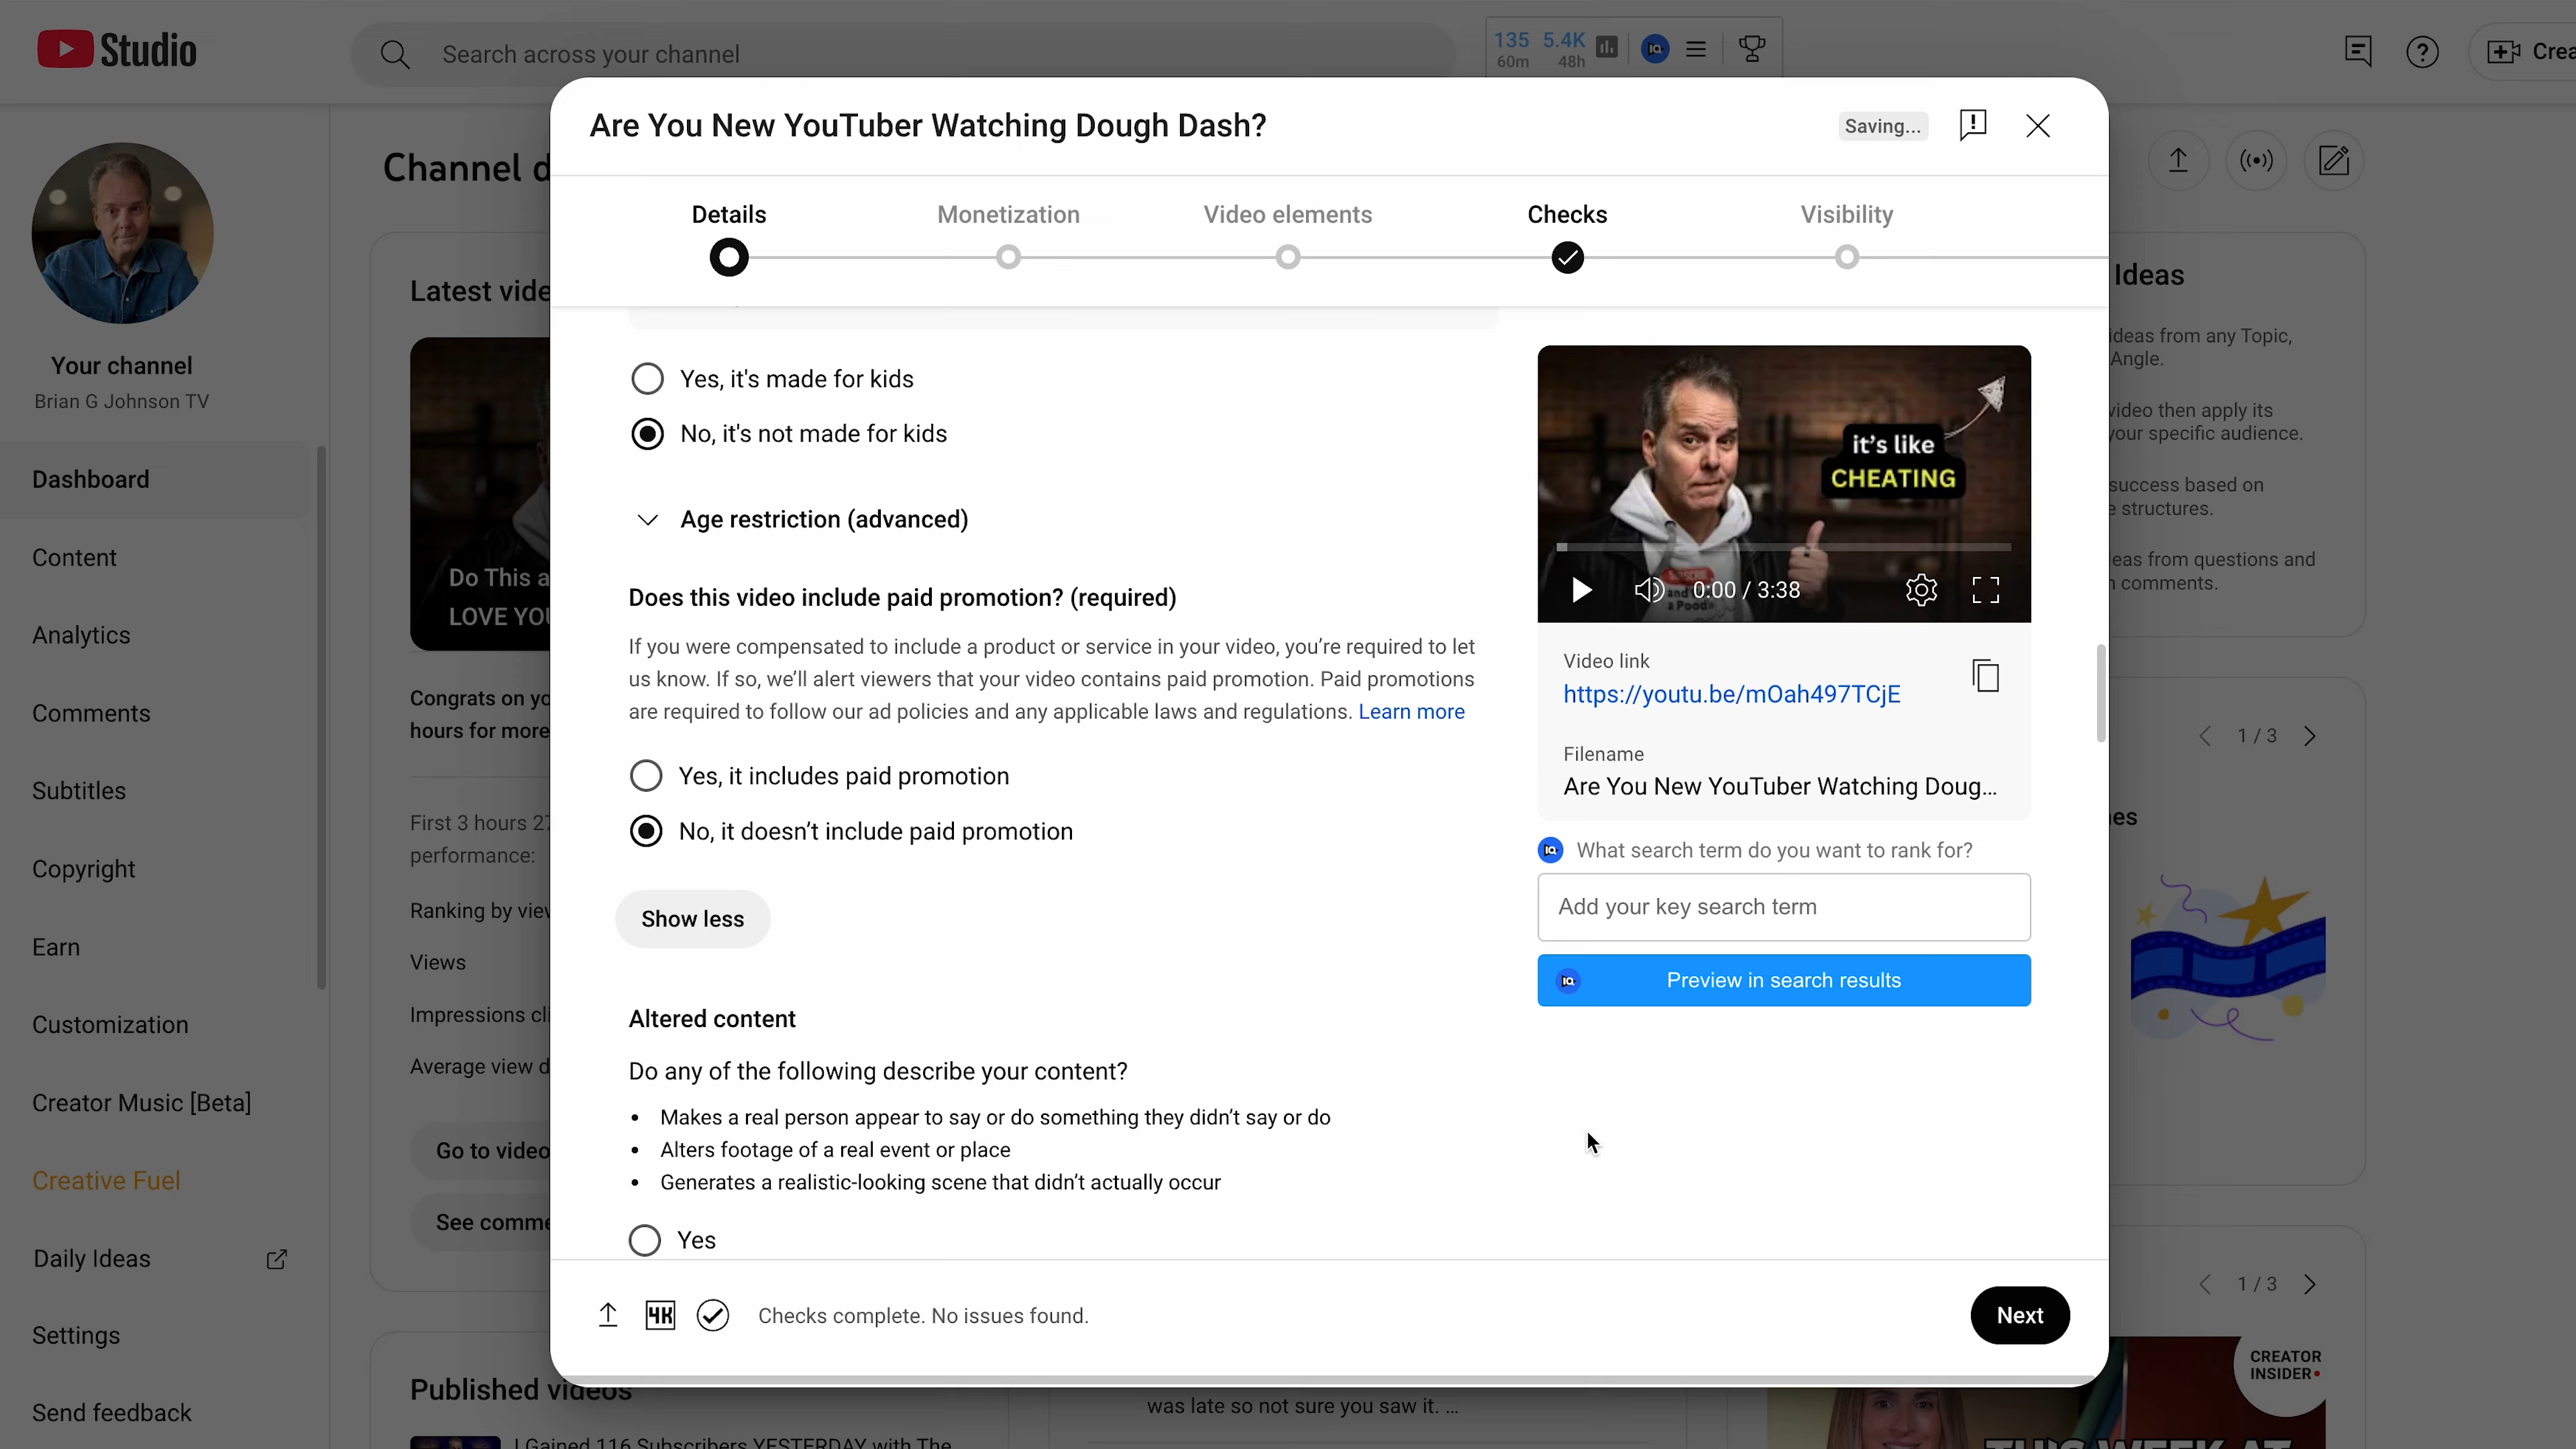 Studio
Search across your channel
135 5.4K
60m 48h
Crea
Your channel
Brian G Johnson TV
Dashboard
Content
Analytics
Comments
Subtitles
Copyright
Earn
Customization
Creator Music [Beta]
Creative Fuel
Daily Ideas
Settings
Send feedback
Channel d
Latest vide
Do This a
LOVE YOU
Congrats on yo
hours for more
First 3 hours 27
performance:
Ranking by view
Views
Impressions cli
Average view d
Go to video
See comme
Published videos
I Gained 116 Subscribers YESTERDAY with The
Are You New YouTuber Watching Dough Dash?
Saving...
Details
Monetization
Video elements
Checks
Visibility
Yes, it's made for kids
No, it's not made for kids
Age restriction (advanced)
Does this video include paid promotion? (required)
If you were compensated to include a product or service in your video, you're required to let
us know. If so, we'll alert viewers that your video contains paid promotion. Paid promotions
are required to follow our ad policies and any applicable laws and regulations. Learn more
Yes, it includes paid promotion
No, it doesn't include paid promotion
Show less
Altered content
Do any of the following describe your content?
• Makes a real person appear to say or do something they didn't say or do
• Alters footage of a real event or place
• Generates a realistic-looking scene that didn't actually occur
Yes
it's like
CHEATING
0:00 / 3:38
Video link
https://youtu.be/mOah497TCjE
Filename
Are You New YouTuber Watching Doug...
What search term do you want to rank for?
Add your key search term
Preview in search results
4K
Checks complete. No issues found.
Next
was late so not sure you saw it. ...
Ideas
ideas from any Topic,
Angle.
video then apply its
your specific audience.
success based on
structures.
eas from questions and
comments.
1 / 3
1 / 3
CREATOR
INSIDER
THIS WEEK AT